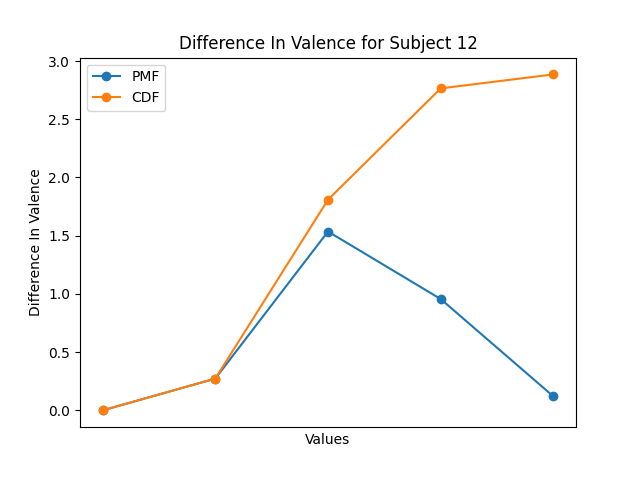 Difference In Valence for Subject 12
PMF
CDF
3.0
2.5
2.0
1.5
1.0
0.5
0.0
Difference In Valence
Values